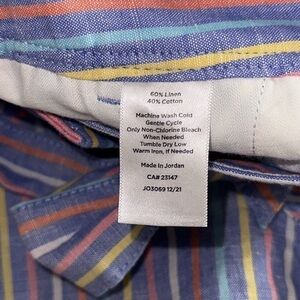 60% Linen
40% Cotton
Machine Wash Cold
Gentle Cycle
Only Non-Chlorine Bleach
When Needed
Tumble Dry Low
Warm Iron, If Needed
Made in Jordan
CA# 23147
JO3069 12/21